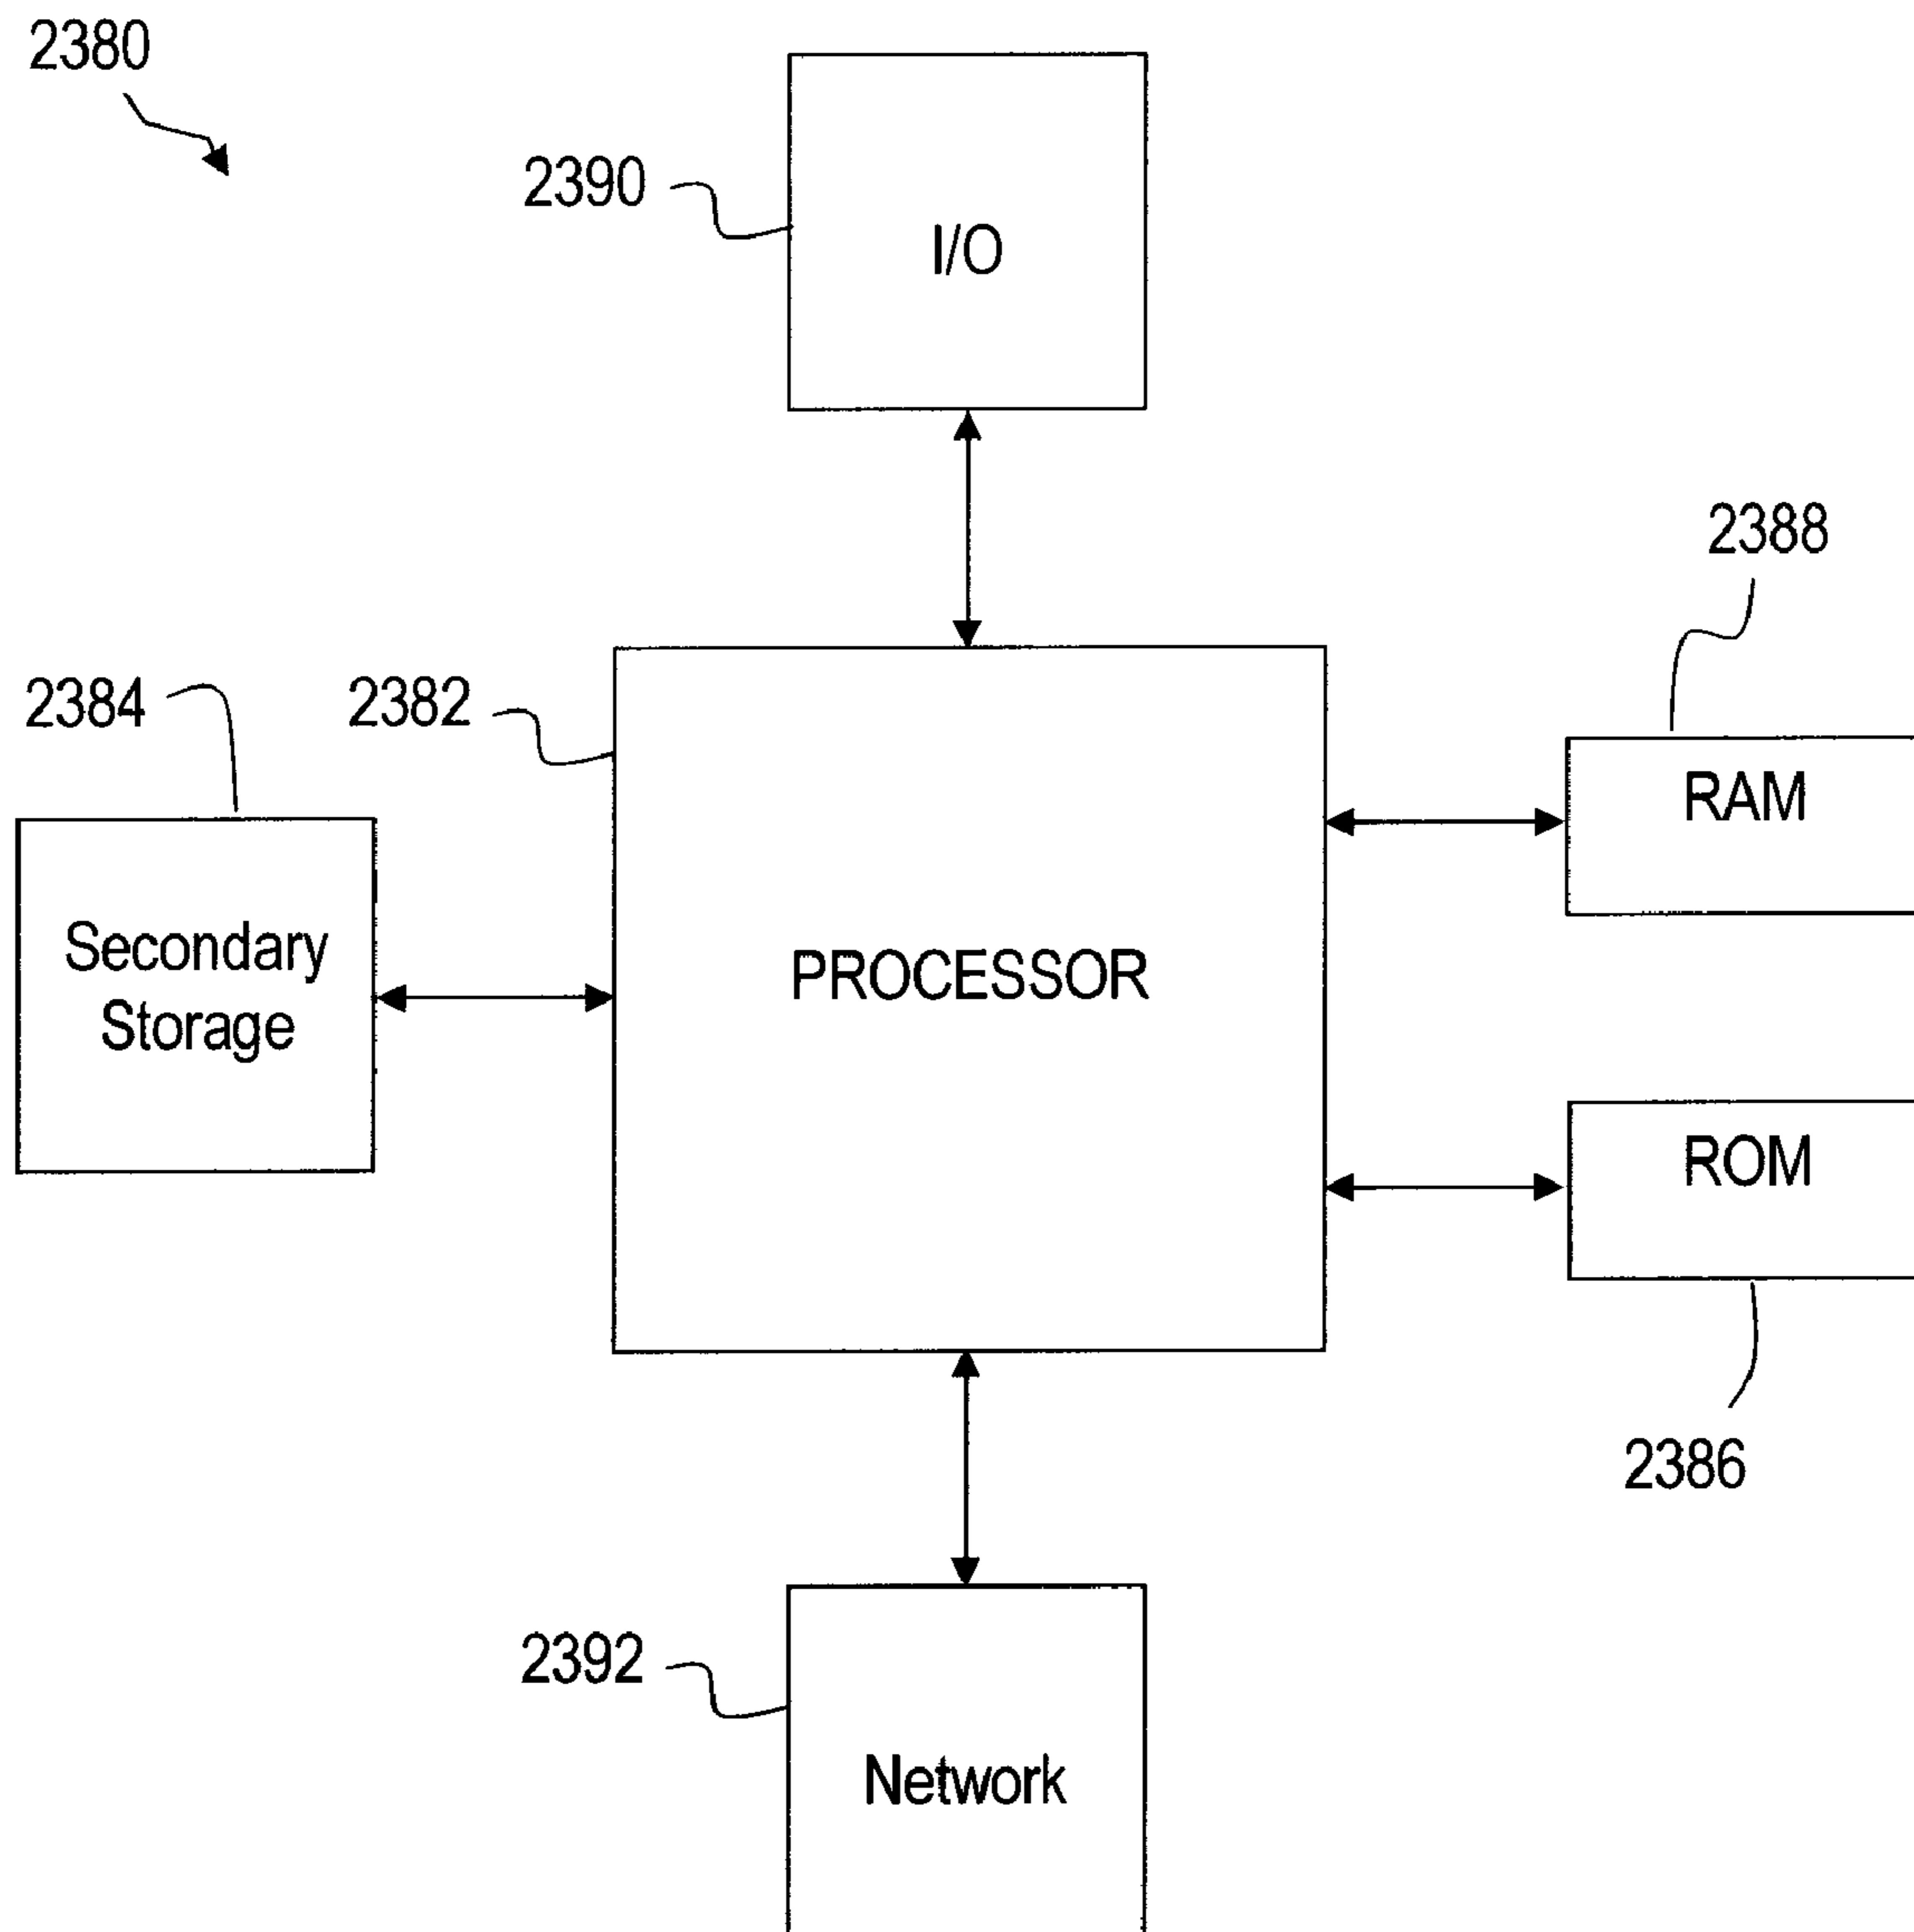 2380
2390
I/O
2388
2384
2382
RAM
Secondary
Storage
PROCESSOR
ROM
2386
2392
Network